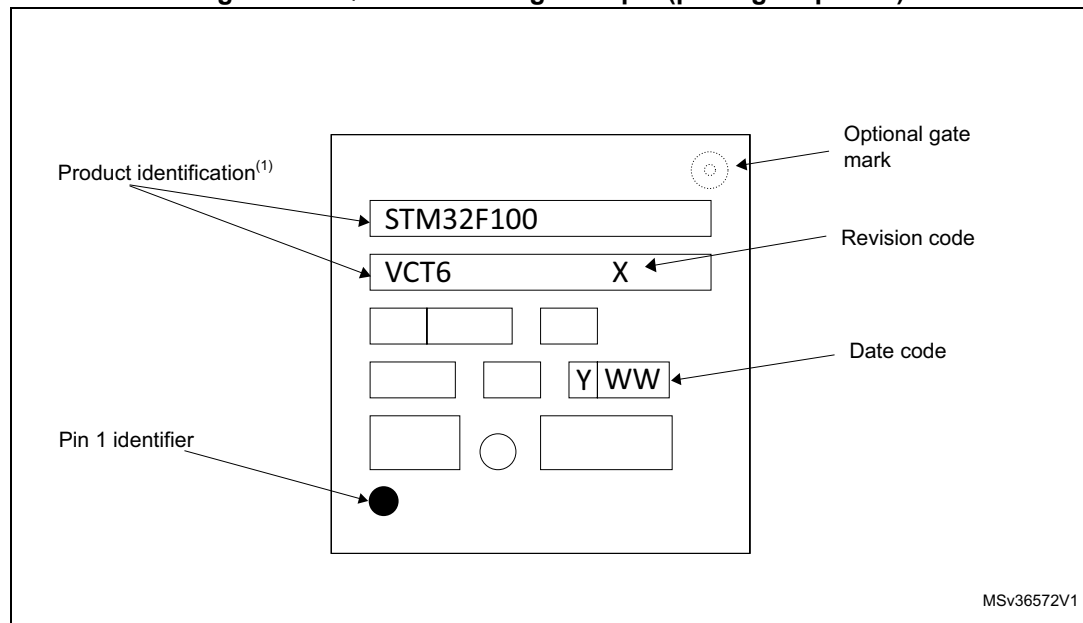 Optional gate
mark
Product identification(1)
STM32F100
Revision code
VCT6 X
Date code
Y WW
Pin 1 identifier
MSv36572V1